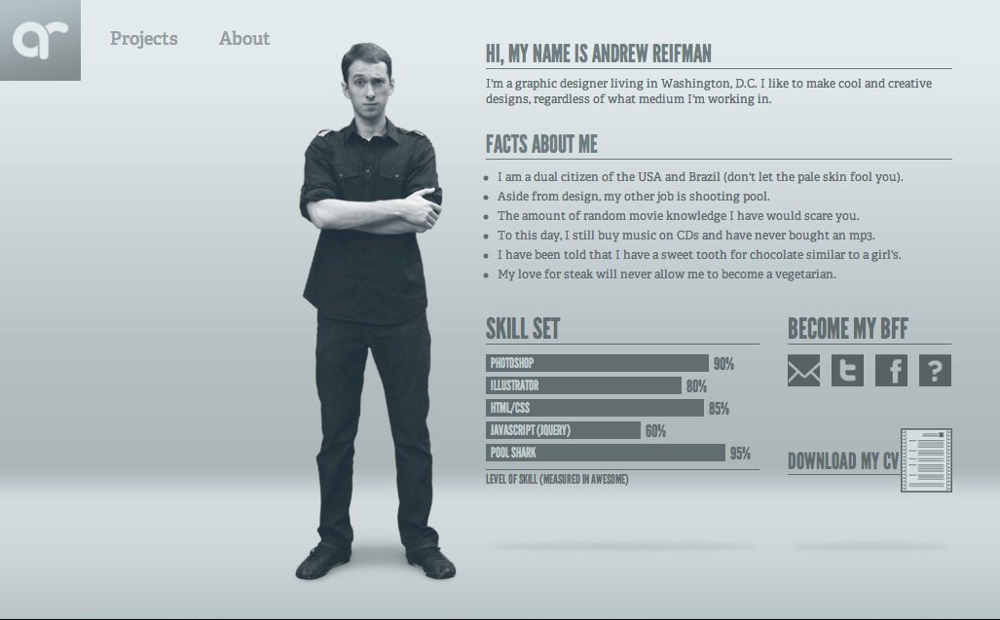 ar
Projects
About
HI, MY NAME IS ANDREW REIFMAN
I'm a graphic designer living in Washington, D.C. I like to make cool and creative
designs, regardless of what medium I'm working in.
FACTS ABOUT ME
I am a dual citizen of the USA and Brazil (don't let the pale skin fool you).
Aside from design, my other job is shooting pool.
The amount of random movie knowledge I have would scare you.
To this day, I still buy music on CDs and have never bought an mp3.
I have been told that I have a sweet tooth for chocolate similar to a girl's.
My love for steak will never allow me to become a vegetarian.
SKILL SET
PHOTOSHOP 90%
ILLUSTRATOR 80%
HTML/CSS 85%
JAVASCRIPT (JQUERY) 60%
POOL SHARK 95%
LEVEL OF SKILL (MEASURED IN AWESOME)
BECOME MY BFF
t f ?
DOWNLOAD MY CV